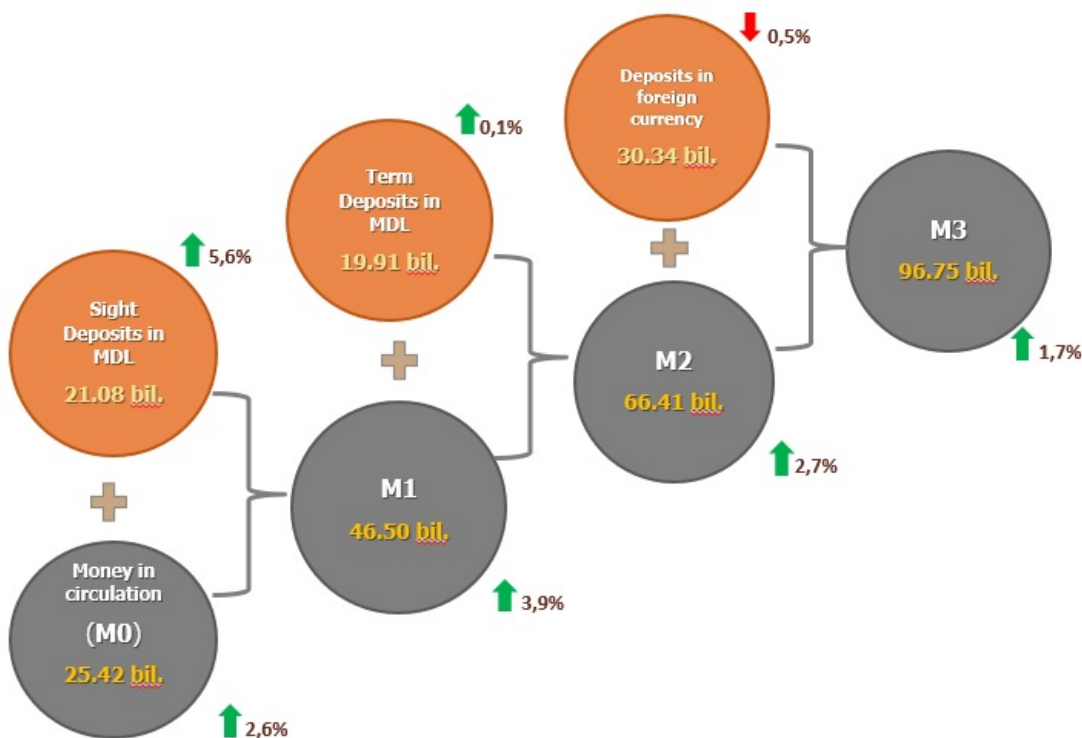 0,5%
Deposits in
foreign
currency
30.34 bil.
0,1%
Term
Deposits in
MDL
19.91 bil.
M3
96.75 bil.
1,7%
5,6%
Sight
Deposits in
MDL
21.08 bil.
M2
66.41 bil.
2,7%
M1
46.50 bil.
3,9%
Money in
circulation
(M0)
25.42 bil.
2,6%